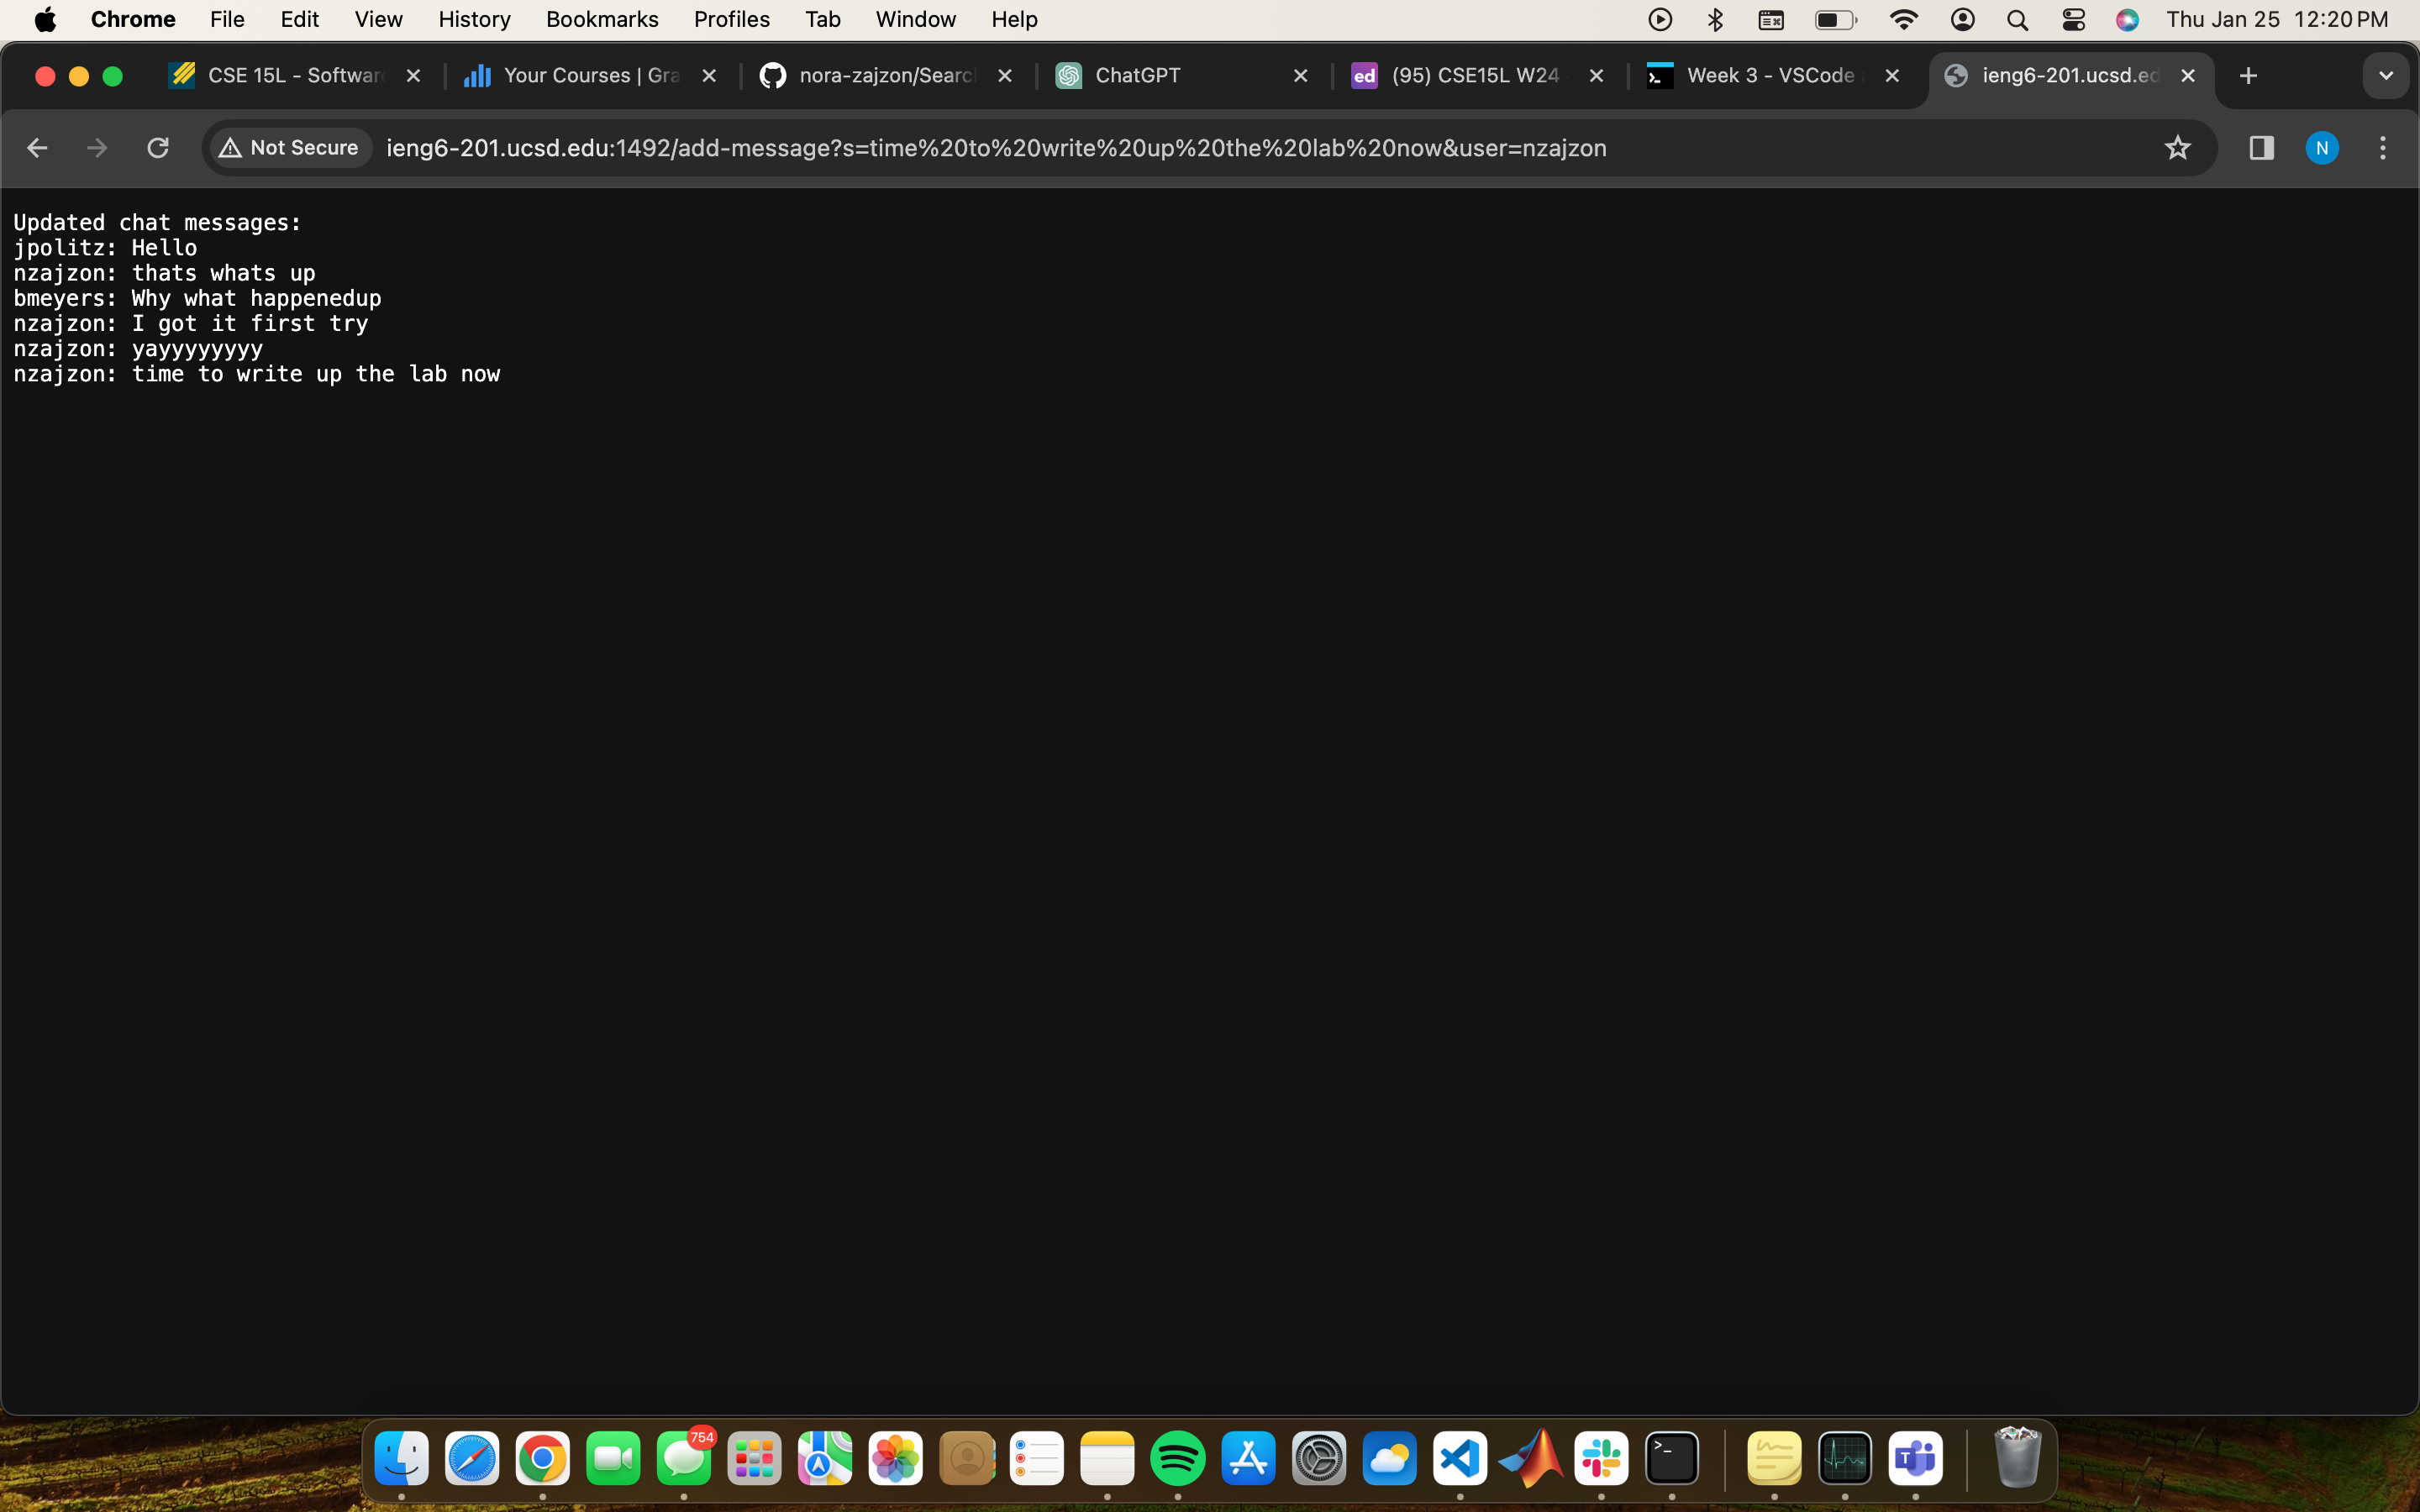 Chrome File Edit View History Bookmarks Profiles Tab Window Help Thu Jan 25 12:20 PM
CSE 15L - Softwar Your Courses | Gra nora-zajzon/Searc ChatGPT ed (95) CSE15L W24 Week 3 - VSCode ieng6-201.ucsd.ed
Not Secure ieng6-201.ucsd.edu:1492/add-message?s=time%20to%20write%20up%20the%20lab%20now&user=nzajzon N
Updated chat messages:
jpolitz: Hello
nzajzon: thats whats up
bmeyers: Why what happenedup
nzajzon: I got it first try
nzajzon: yayyyyyyyy
nzajzon: time to write up the lab now
754